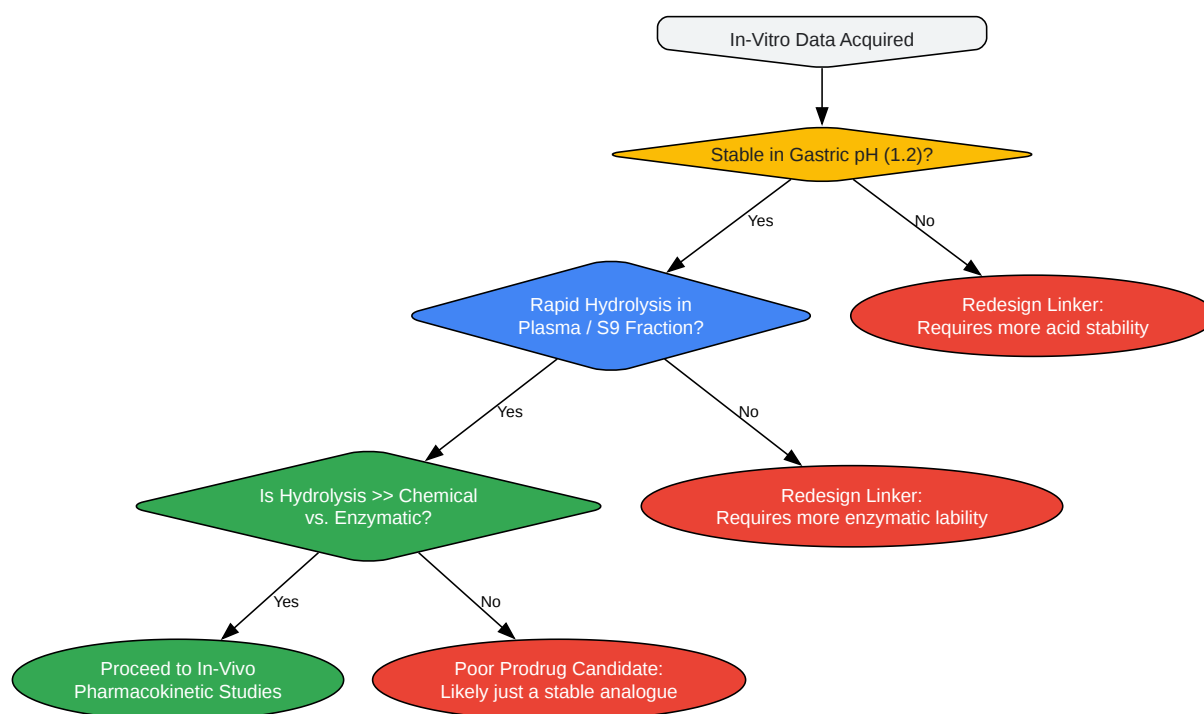 In-Vitro Data Acquired
Stable in Gastric pH (1.2)?
Yes
No
Rapid Hydrolysis in
Plasma / S9 Fraction?
Redesign Linker:
Requires more acid stability
Yes
No
Is Hydrolysis >> Chemical
vs. Enzymatic?
Redesign Linker:
Requires more enzymatic lability
Yes
No
Proceed to In-Vivo
Pharmacokinetic Studies
Poor Prodrug Candidate:
Likely just a stable analogue